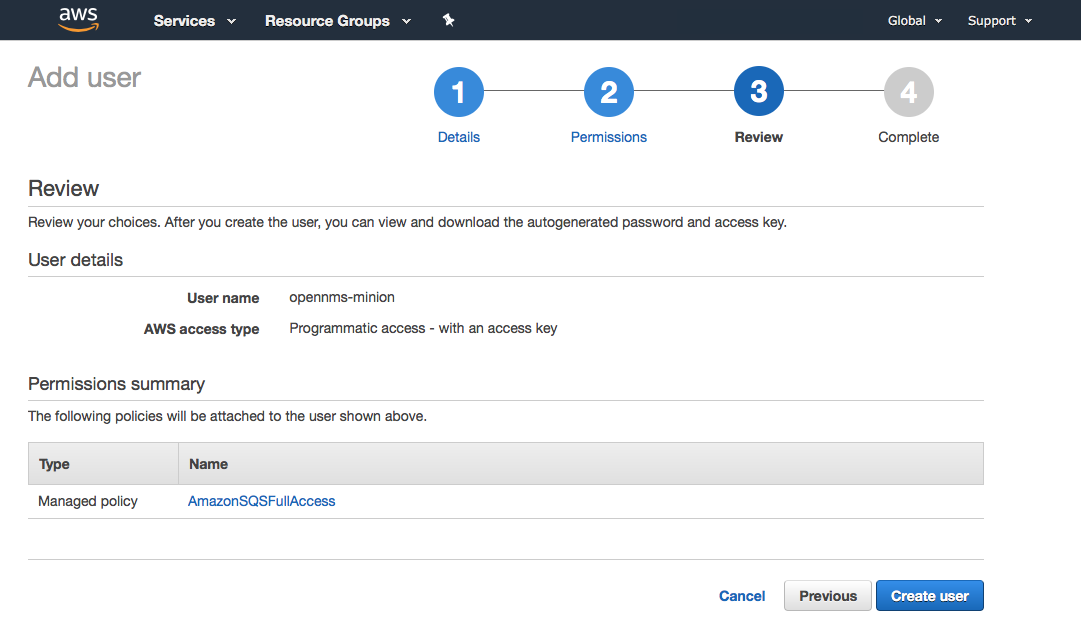 aws Services Resource Groups Global Support
Add user
1 2 3 4
Details Permissions Review Complete
Review
Review your choices. After you create the user, you can view and download the autogenerated password and access key.
User details
User name opennms-minion
AWS access type Programmatic access - with an access key
Permissions summary
The following policies will be attached to the user shown above.
Type Name
Managed policy AmazonSQSFullAccess
Cancel Previous Create user